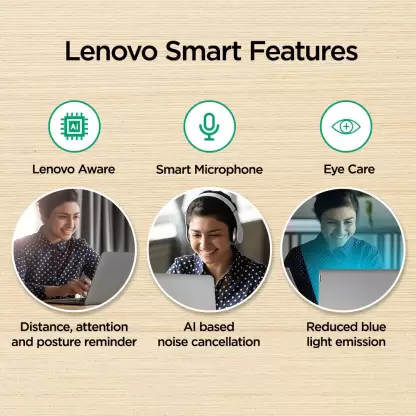 Lenovo Smart Features
AI
Lenovo Aware
Smart Microphone
Eye Care
Distance, attention
and posture reminder
AI based
noise cancellation
Reduced blue
light emission